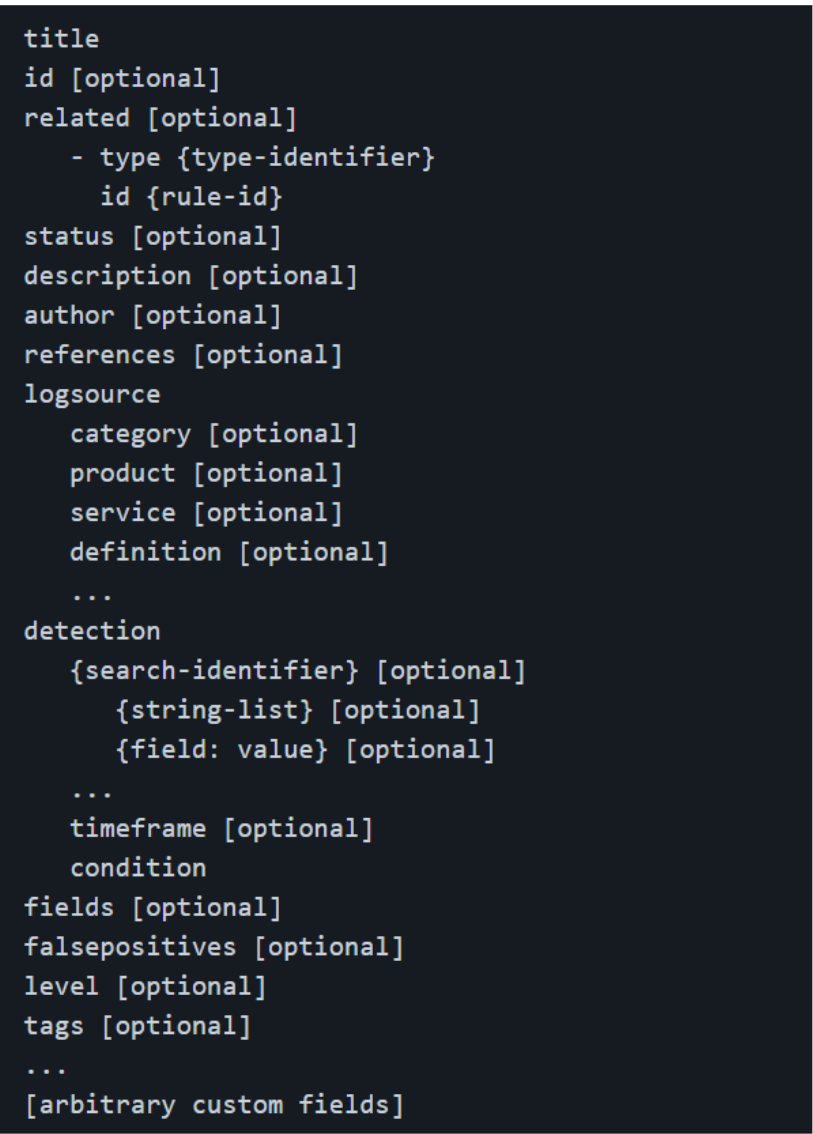 title
id [optional]
related [optional]
   - type {type-identifier}
     id {rule-id}
status [optional]
description [optional]
author [optional]
references [optional]
logsource
   category [optional]
   product [optional]
   service [optional]
   definition [optional]
   ...
detection
   {search-identifier} [optional]
      {string-list} [optional]
      {field: value} [optional]
   ...
   timeframe [optional]
   condition
fields [optional]
falsepositives [optional]
level [optional]
tags [optional]
...
[arbitrary custom fields]